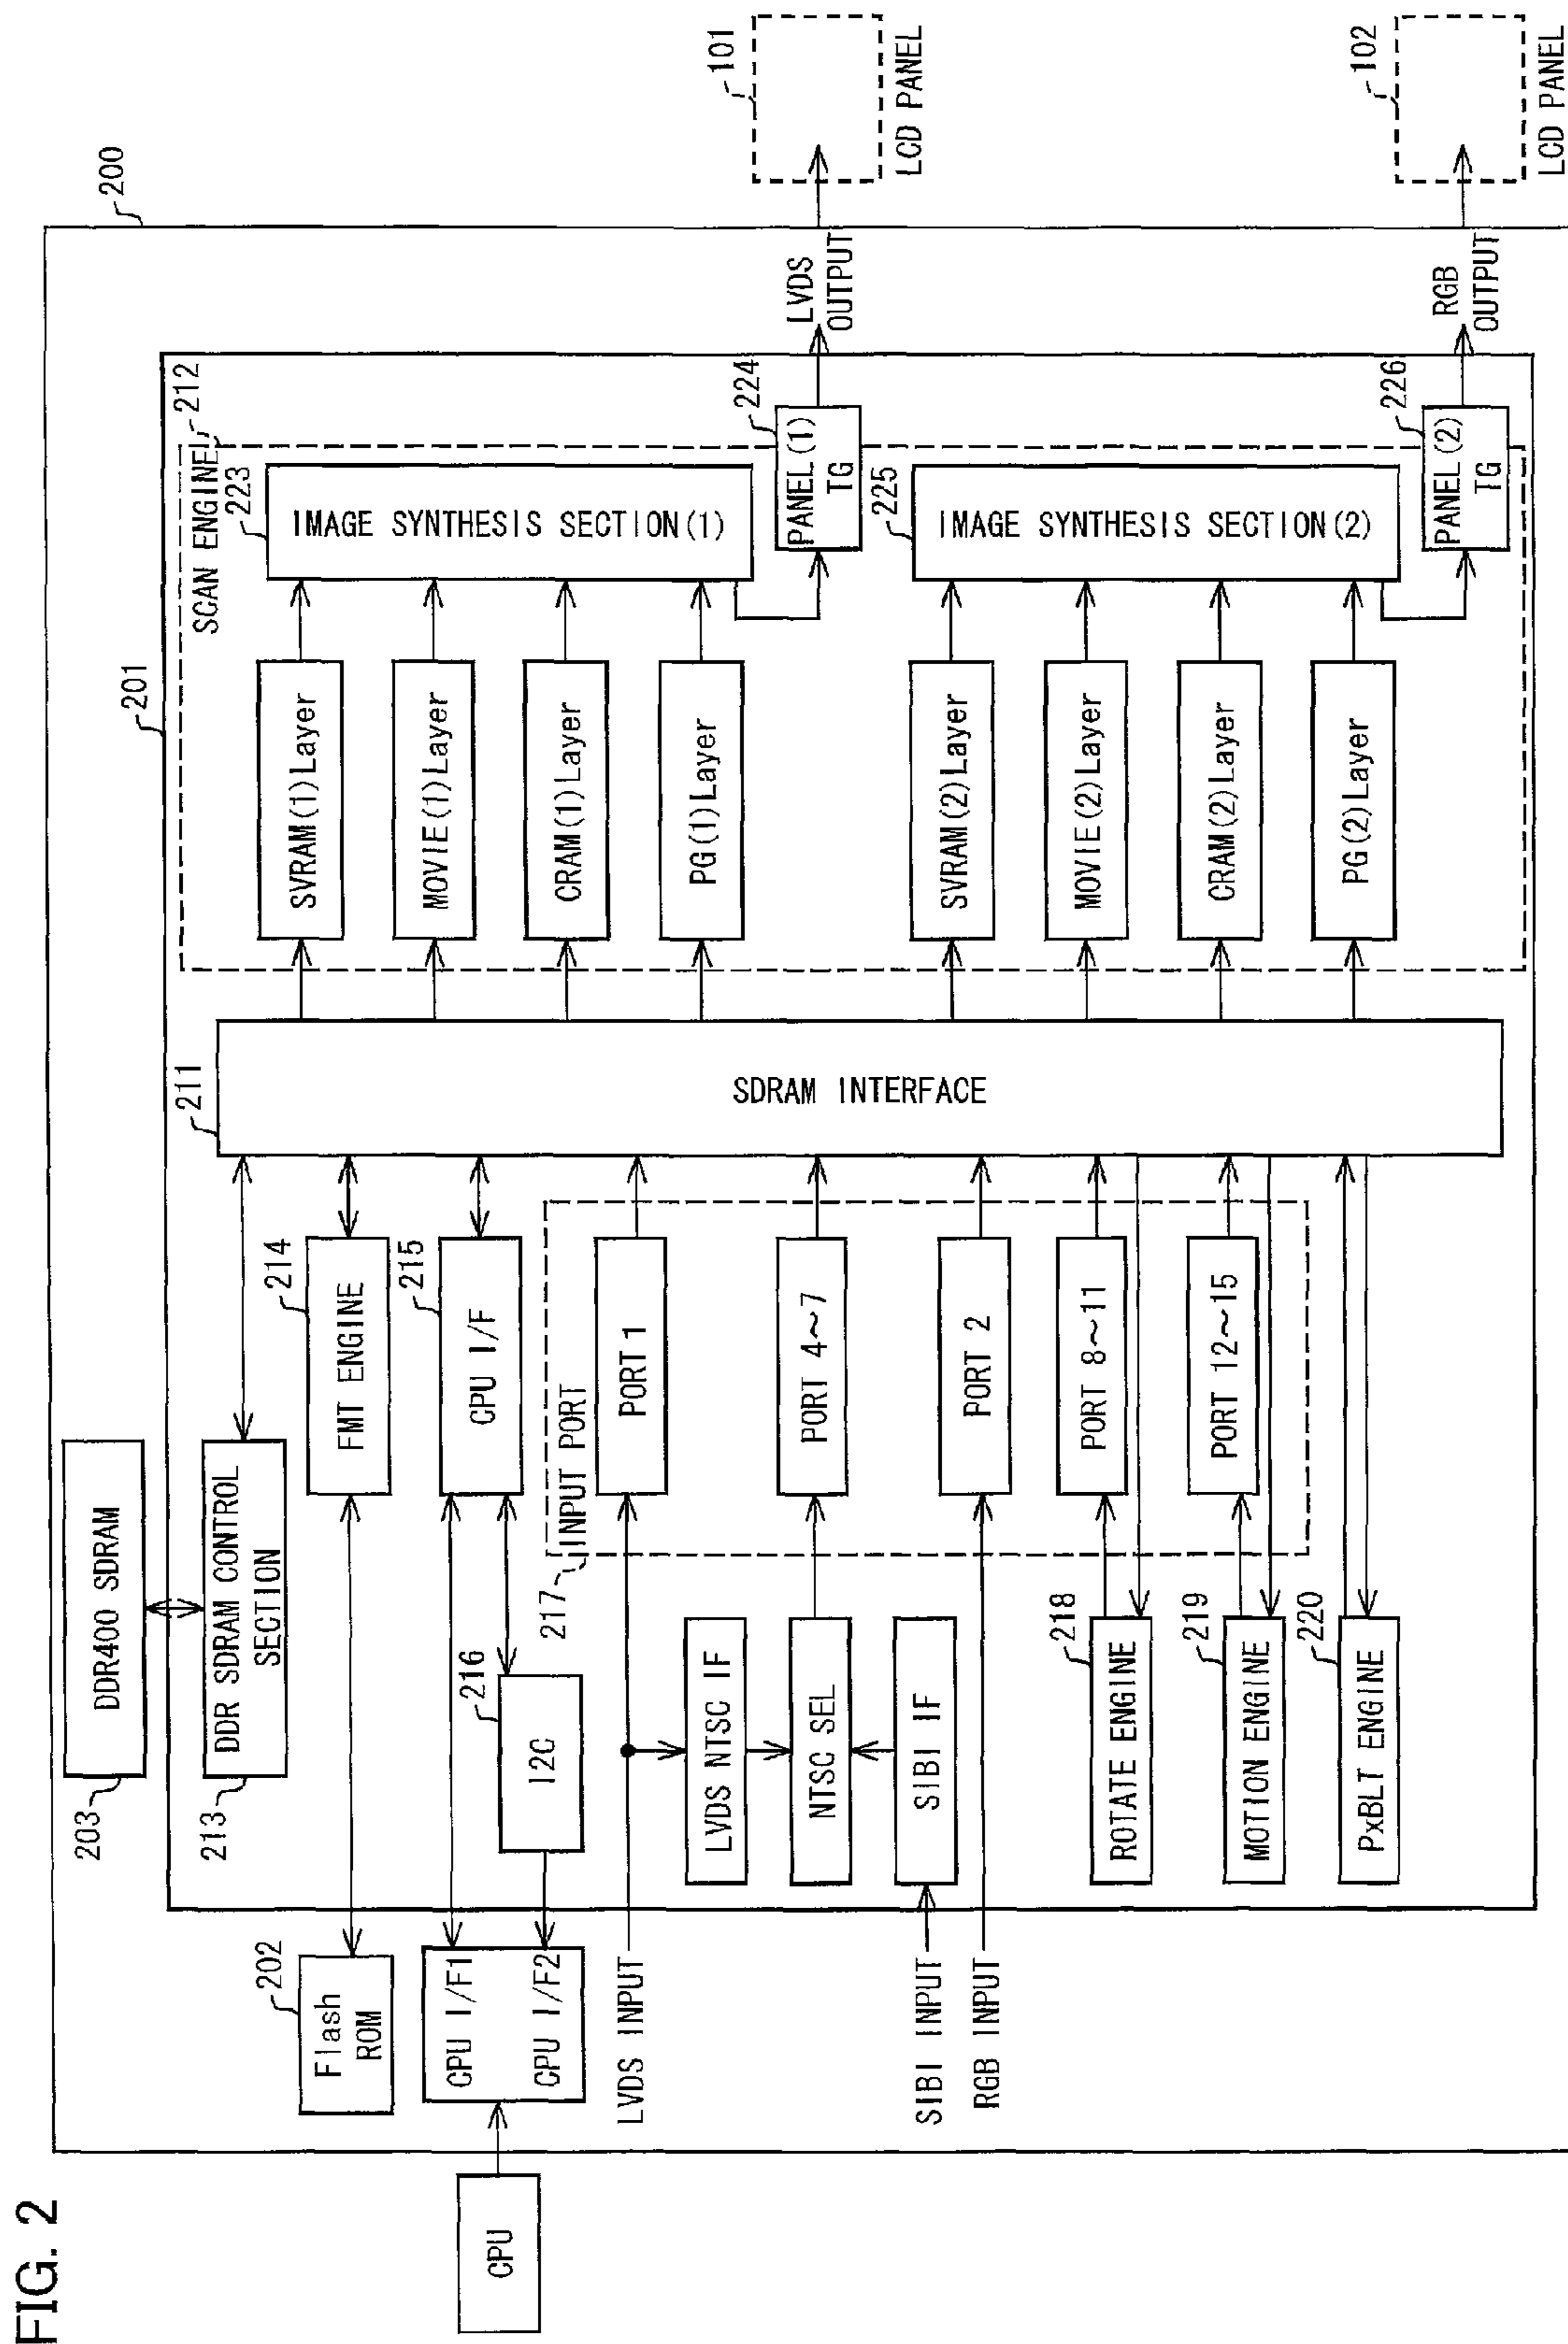 FIG. 2
200
201
203
DDR400 SDRAM
213
DDR SDRAM CONTROL
SECTION
211
SDRAM INTERFACE
SCAN ENGINE
212
202
Flash
ROM
FMT ENGINE
214
CPU
CPU I/F1
CPU I/F2
I2C
216
CPU I/F
215
217
INPUT PORT
LVDS INPUT
PORT 1
LVDS NTSC IF
NTSC SEL
PORT 4~7
SIBI IF
SIBI INPUT
RGB INPUT
PORT 2
ROTATE ENGINE
218
PORT 8~11
MOTION ENGINE
219
PORT 12~15
PxBLT ENGINE
220
SVRAM(1)Layer
MOVIE(1)Layer
CRAM(1)Layer
PG(1)Layer
223
IMAGE SYNTHESIS SECTION(1)
PANEL(1)
TG
224
LVDS
OUTPUT
101
LCD PANEL
SVRAM(2)Layer
MOVIE(2)Layer
CRAM(2)Layer
PG(2)Layer
225
IMAGE SYNTHESIS SECTION(2)
PANEL(2)
TG
226
RGB
OUTPUT
102
LCD PANEL